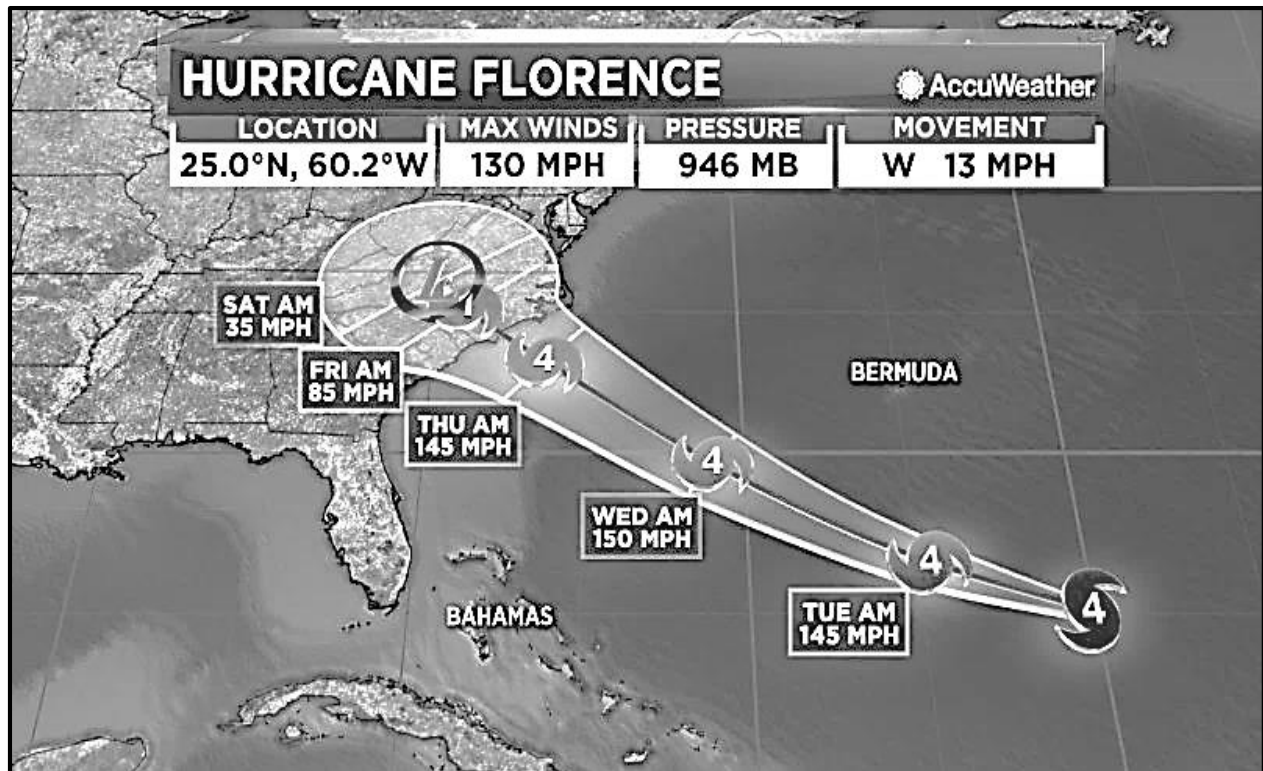 HURRICANE FLORENCE
AccuWeather
LOCATION
MAX WINDS
PRESSURE
MOVEMENT
25.0°N, 60.2°W
130 MPH
946 MB
W 13 MPH
SAT AM
35 MPH
L
1
FRI AM
85 MPH
4
THU AM
145 MPH
BERMUDA
4
WED AM
150 MPH
4
TUE AM
145 MPH
4
BAHAMAS